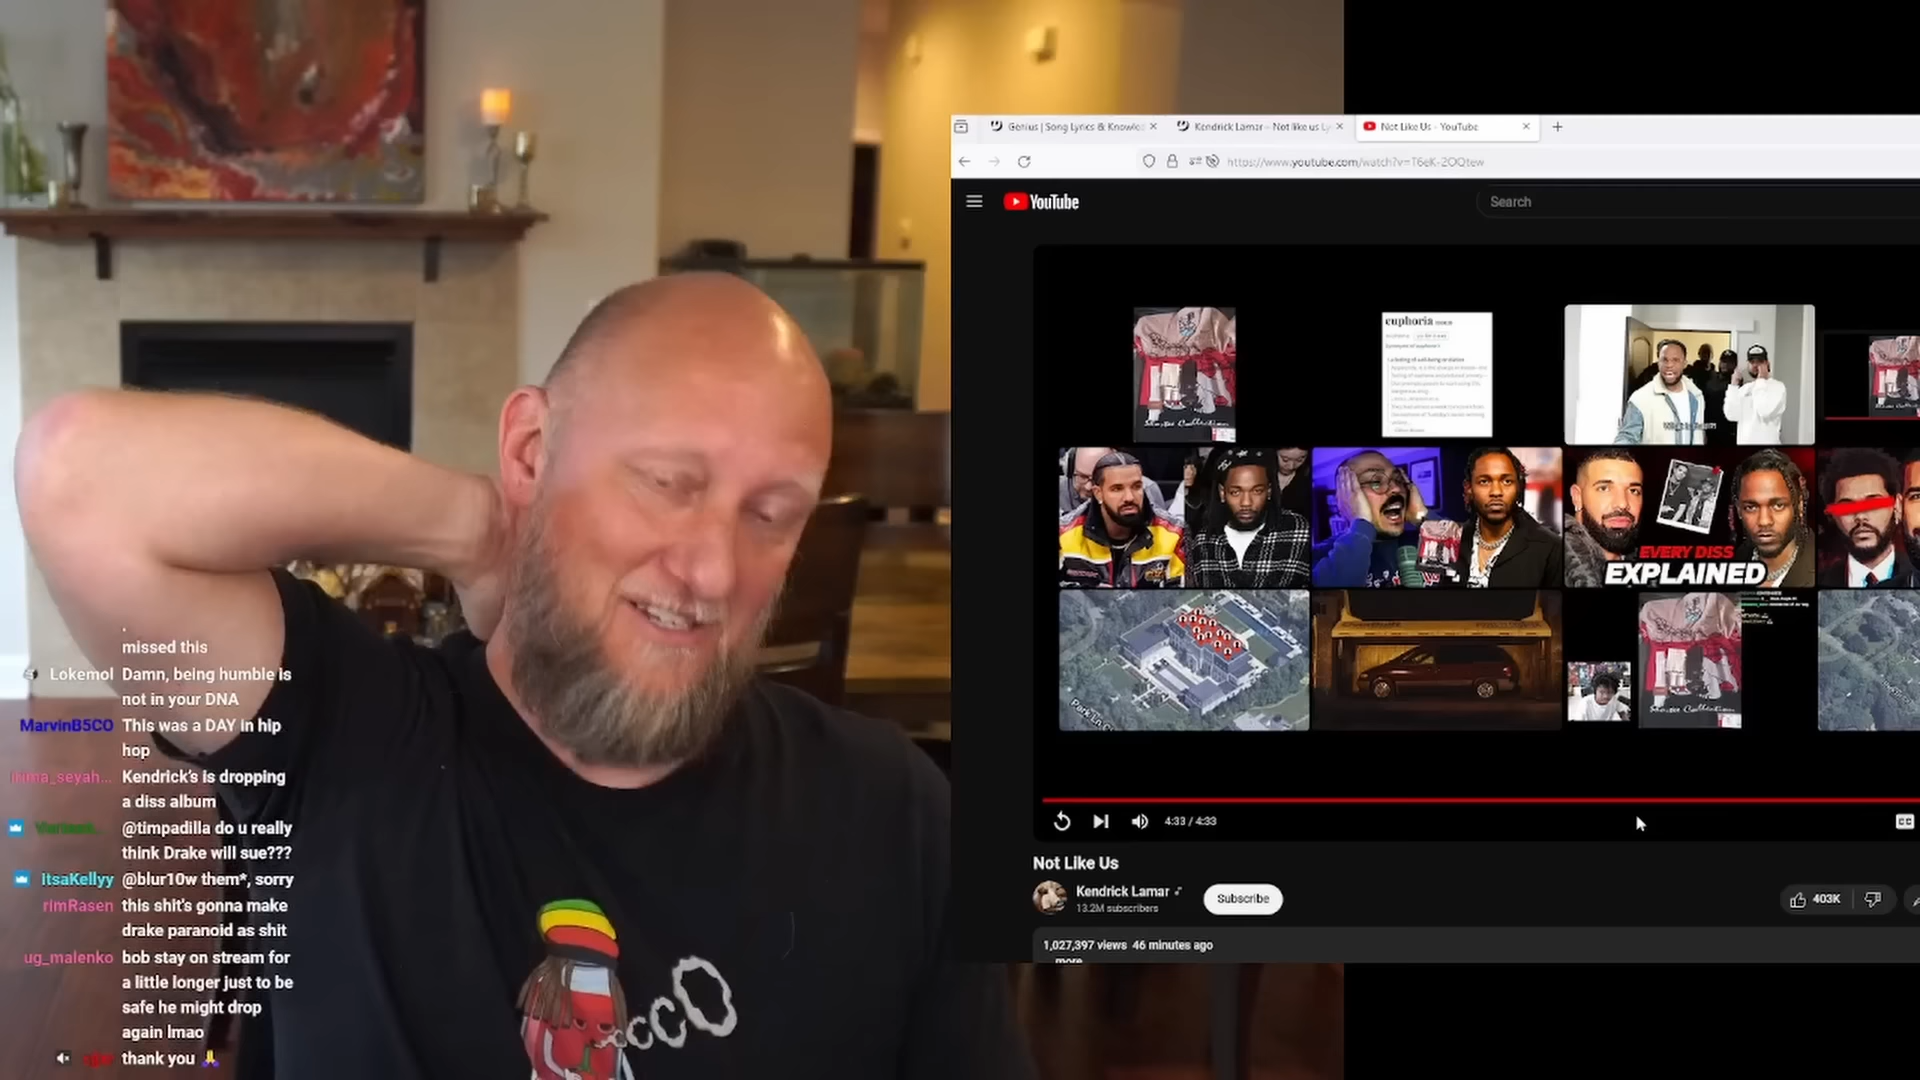 Genius | Song Lyrics & Knowle
Kendrick Lamar – Not like us Ly
Not Like Us - YouTube
https://www.youtube.com/watch?v=T6eK-2OQtew
YouTube
Search
euphoria
EVERY DISS
EXPLAINED
4:33 / 4:33
Not Like Us
Kendrick Lamar
13.2M subscribers
Subscribe
403K
1,027,397 views 46 minutes ago
more
missed this
Lokemol Damn, being humble is
not in your DNA
MarvinB5CO This was a DAY in hip
hop
Kendrick's is dropping
a diss album
@timpadilla do u really
think Drake will sue???
ItsaKellyy @blur10w them*, sorry
rimRasen this shit's gonna make
drake paranoid as shit
ug_malenko bob stay on stream for
a little longer just to be
safe he might drop
again lmao
thank you 🙏